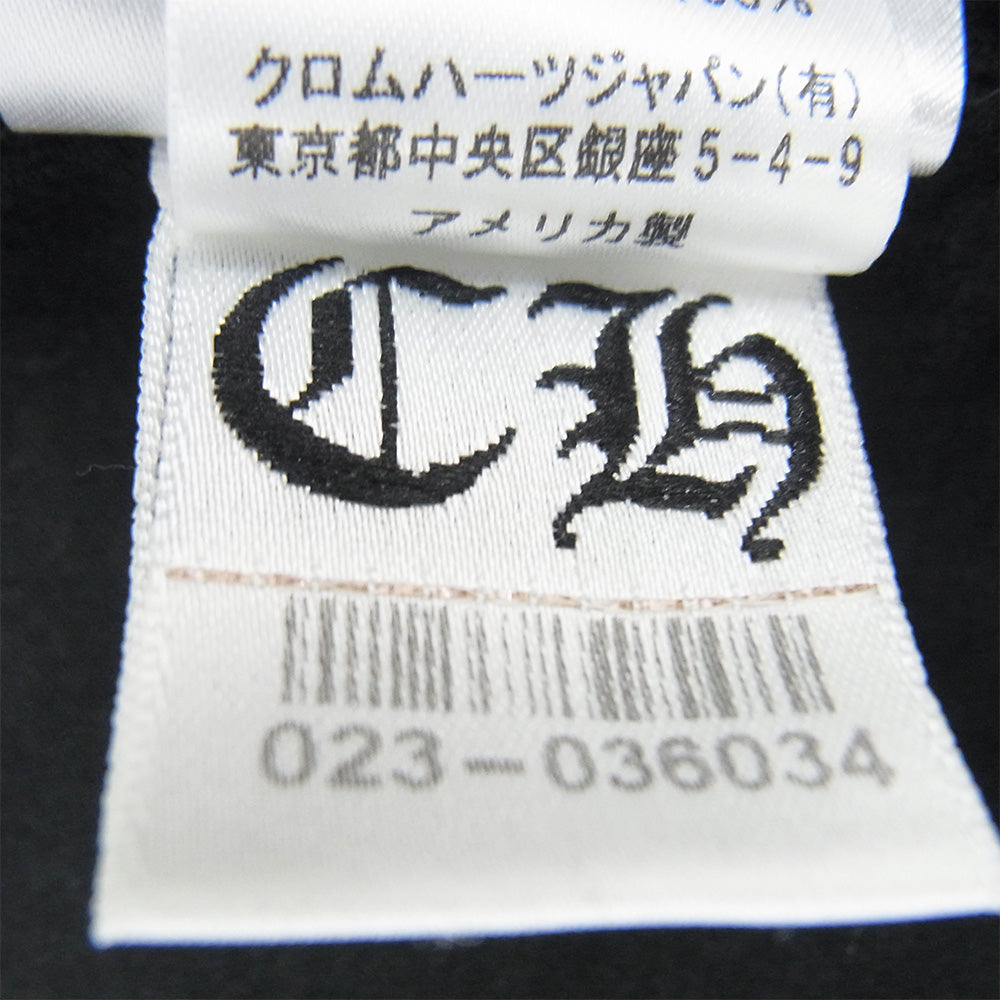 クロムハーツジャパン(有)
東京都中央区銀座5-4-9
アメリカ製
CH
023-036034